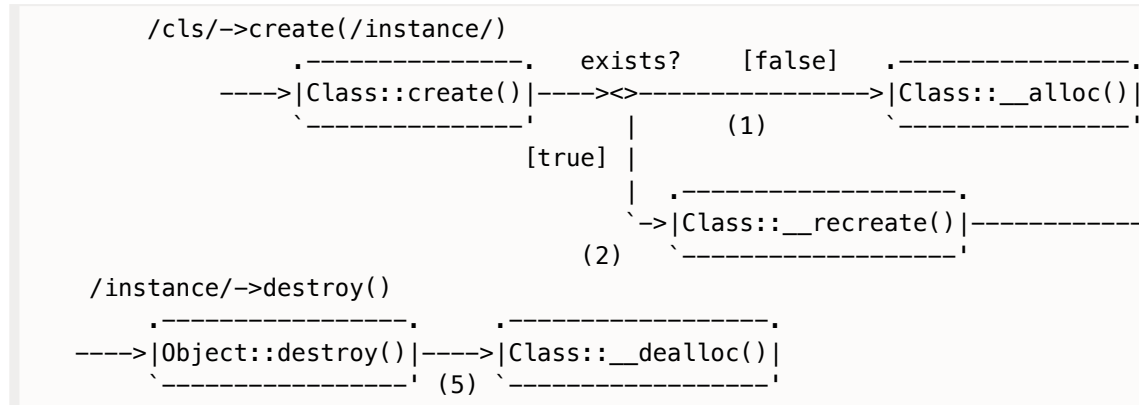 /cls/->create(/instance/)
.---------------.   exists?    [false]   .----------------.
---->|Class::create()|----><>---------------->|Class::__alloc()|
`---------------'      |      (1)        `----------------'
[true] |
|  .-------------------.
`->|Class::__recreate()|------------
(2)   `-------------------'
/instance/->destroy()
.-----------------.     .------------------.
---->|Object::destroy()|---->|Class::__dealloc()|
`-----------------' (5) `------------------'